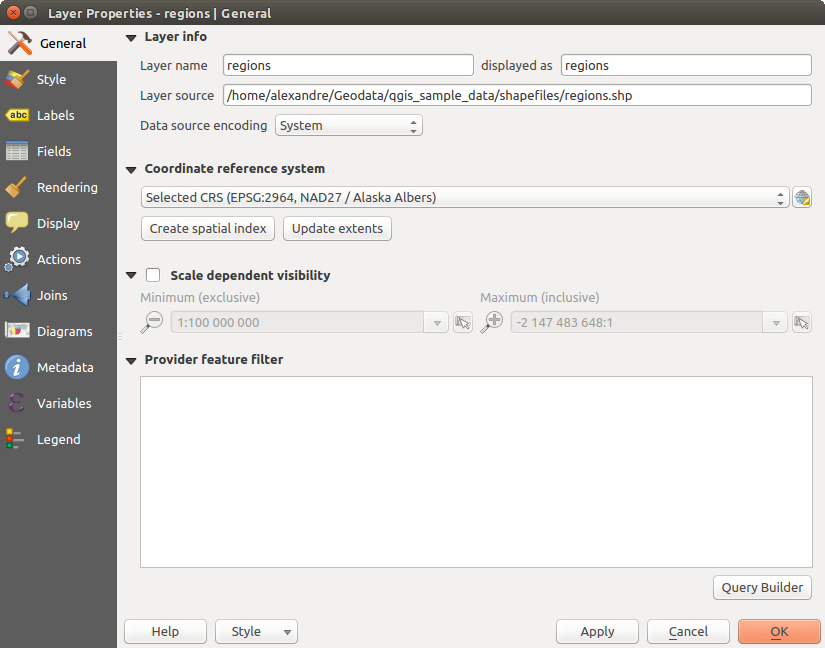 Layer Properties - regions | General
General
Style
abc Labels
Fields
Rendering
Display
Actions
Joins
Diagrams
Metadata
Variables
Legend
Layer info
Layer name regions displayed as regions
Layer source /home/alexandre/Geodata/qgis_sample_data/shapefiles/regions.shp
Data source encoding System
Coordinate reference system
Selected CRS (EPSG:2964, NAD27 / Alaska Albers)
Create spatial index Update extents
Scale dependent visibility
Minimum (exclusive) Maximum (inclusive)
1:100 000 000 -2 147 483 648:1
Provider feature filter
Query Builder
Help Style Apply Cancel OK